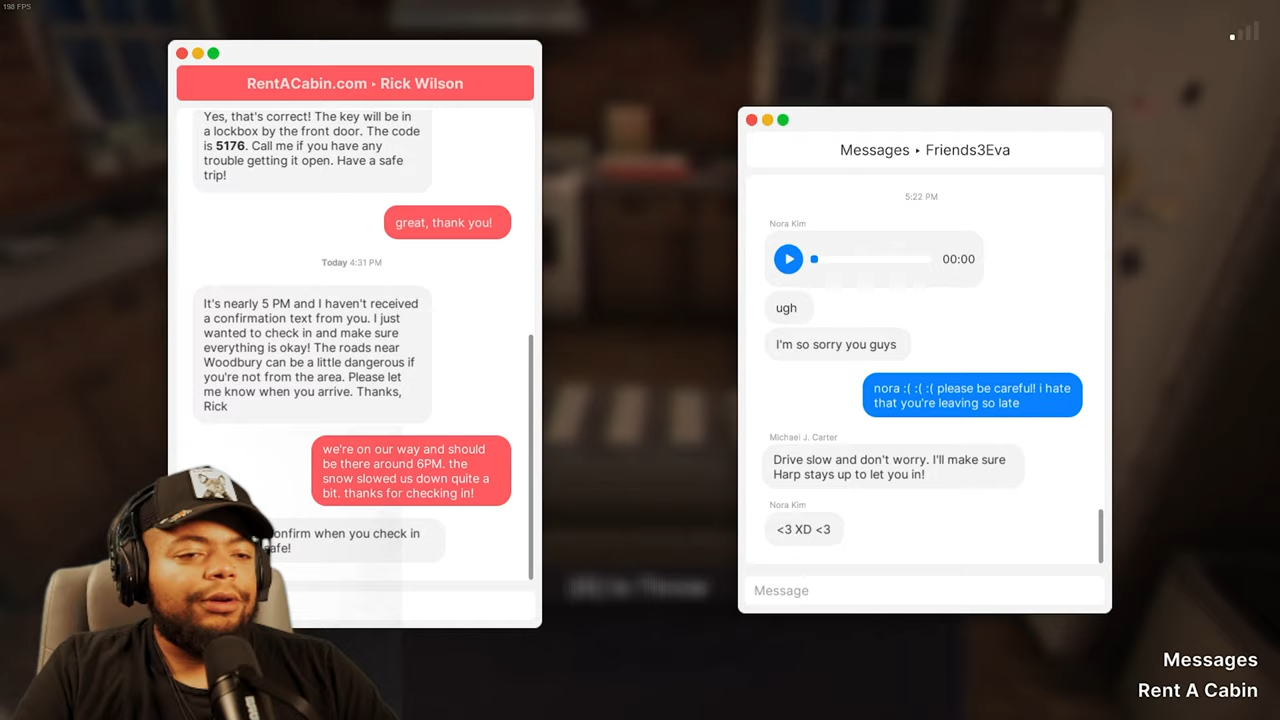 198 FPS
RentACabin.com ▸ Rick Wilson
Yes, that's correct! The key will be in
a lockbox by the front door. The code
is 5176. Call me if you have any
trouble getting it open. Have a safe
trip!
great, thank you!
Today 4:31 PM
It's nearly 5 PM and I haven't received
a confirmation text from you. I just
wanted to check in and make sure
everything is okay! The roads near
Woodbury can be a little dangerous if
you're not from the area. Please let
me know when you arrive. Thanks,
Rick
we're on our way and should
be there around 6PM. the
snow slowed us down quite a
bit. thanks for checking in!
when you check in
Messages ▸ Friends3Eva
5:22 PM
Nora Kim
00:00
ugh
I'm so sorry you guys
nora :( :( :( please be careful! i hate
that you're leaving so late
Michael J. Carter
Drive slow and don't worry. I'll make sure
Harp stays up to let you in!
Nora Kim
<3 XD <3
Message
Messages
Rent A Cabin